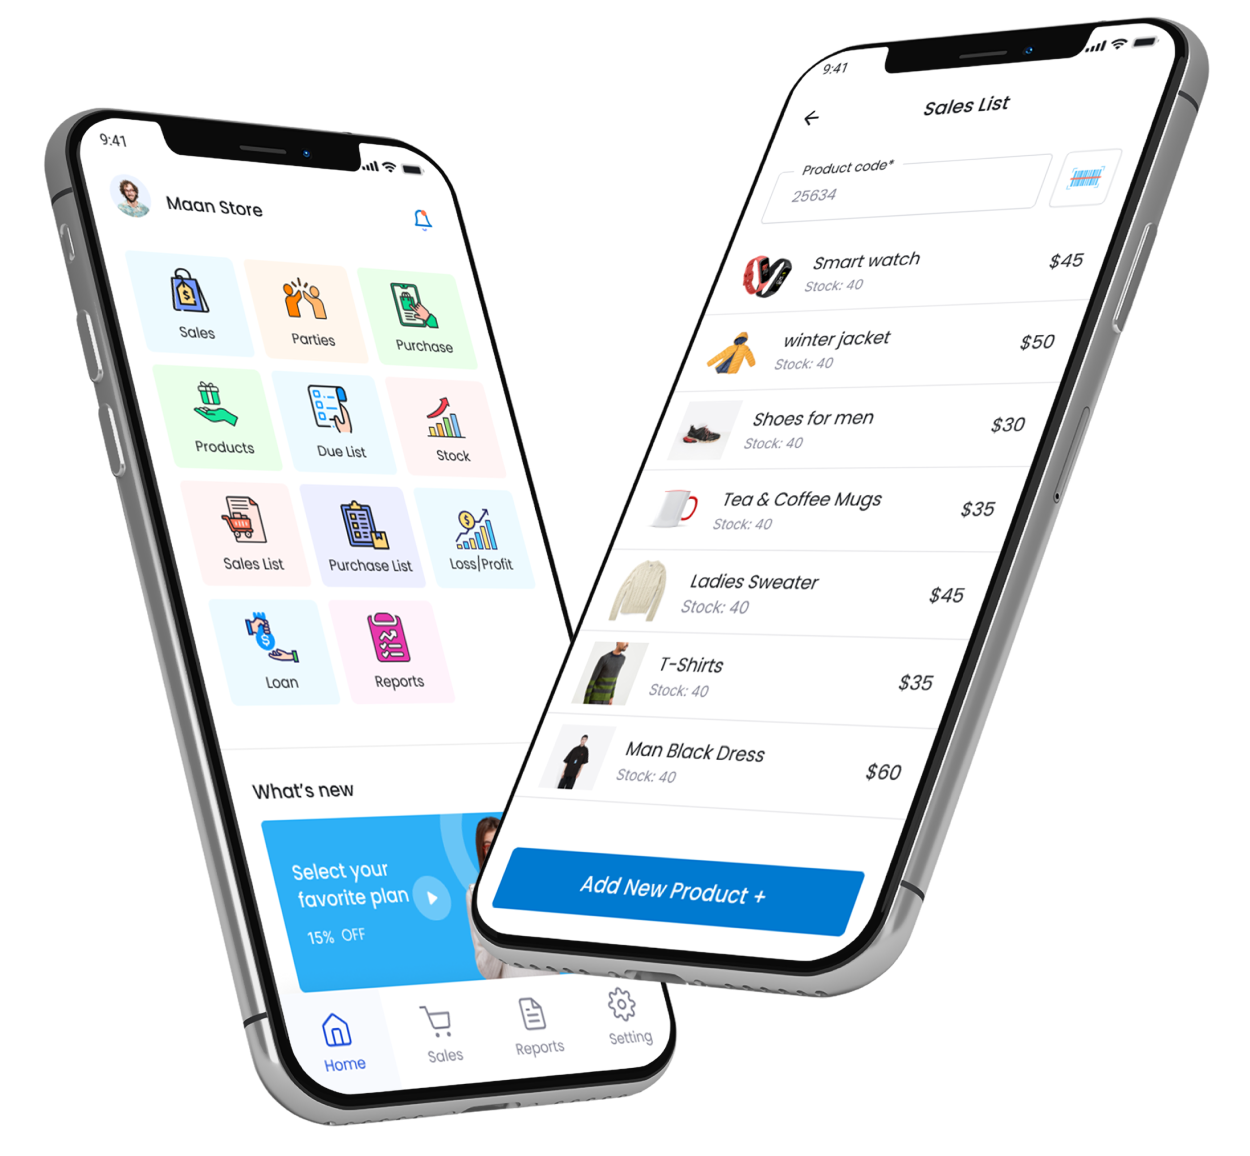 9:41
Maan Store
Sales
Parties
Purchase
Products
Due List
Stock
Sales List
Purchase List
Loss/Profit
Loan
Reports
What's new
Select your
favorite plan
15% OFF
Home
Sales
Reports
Setting
9:41
Sales List
Product code*
25634
Smart watch
$45
Stock: 40
winter jacket
$50
Stock: 40
Shoes for men
$30
Stock: 40
Tea & Coffee Mugs
$35
Stock: 40
Ladies Sweater
$45
Stock: 40
T-Shirts
$35
Stock: 40
Man Black Dress
$60
Stock: 40
Add New Product +